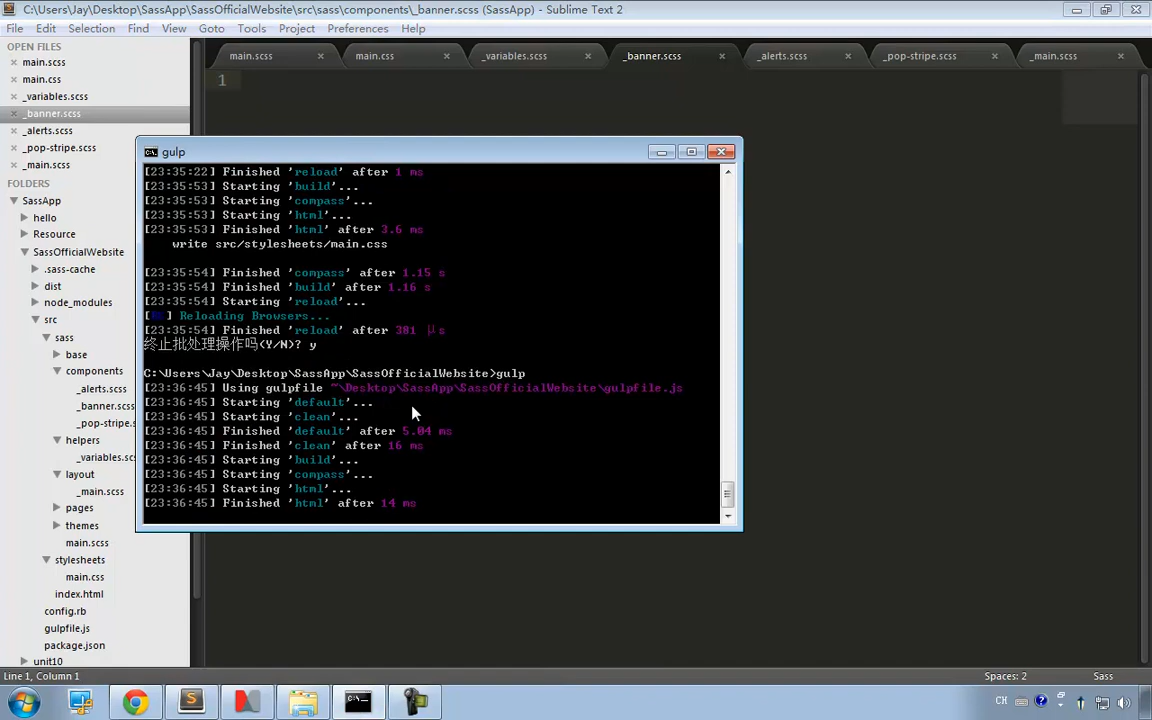 C:\Users\Jay\Desktop\SassApp\SassOfficialWebsite\src\sass\components\_banner.scss (SassApp) - Sublime Text 2
File Edit Selection Find View Goto Tools Project Preferences Help
OPEN FILES
main.scss
main.css
_variables.scss
_banner.scss
_alerts.scss
_pop-stripe.scss
_main.scss
FOLDERS
SassApp
hello
Resource
SassOfficialWebsite
.sass-cache
dist
node_modules
src
sass
base
components
_alerts.scss
_banner.scss
_pop-stripe.
helpers
_variables.sc
layout
_main.scss
pages
themes
main.scss
stylesheets
main.css
index.html
config.rb
gulpfile.js
package.json
unit10
main.scss main.css _variables.scss _banner.scss _alerts.scss _pop-stripe.scss _main.scss
1
gulp
[23:35:22] Finished 'reload' after 1 ms
[23:35:53] Starting 'build'...
[23:35:53] Starting 'compass'...
[23:35:53] Starting 'html'...
[23:35:53] Finished 'html' after 3.6 ms
write src/stylesheets/main.css
[23:35:54] Finished 'compass' after 1.15 s
[23:35:54] Finished 'build' after 1.16 s
[23:35:54] Starting 'reload'...
[BS] Reloading Browsers...
[23:35:54] Finished 'reload' after 381 μs
终止批处理操作吗(Y/N)? y
C:\Users\Jay\Desktop\SassApp\SassOfficialWebsite>gulp
[23:36:45] Using gulpfile ~\Desktop\SassApp\SassOfficialWebsite\gulpfile.js
[23:36:45] Starting 'default'...
[23:36:45] Starting 'clean'...
[23:36:45] Finished 'default' after 5.04 ms
[23:36:45] Finished 'clean' after 16 ms
[23:36:45] Starting 'build'...
[23:36:45] Starting 'compass'...
[23:36:45] Starting 'html'...
[23:36:45] Finished 'html' after 14 ms
Line 1, Column 1
Spaces: 2
Sass
CH